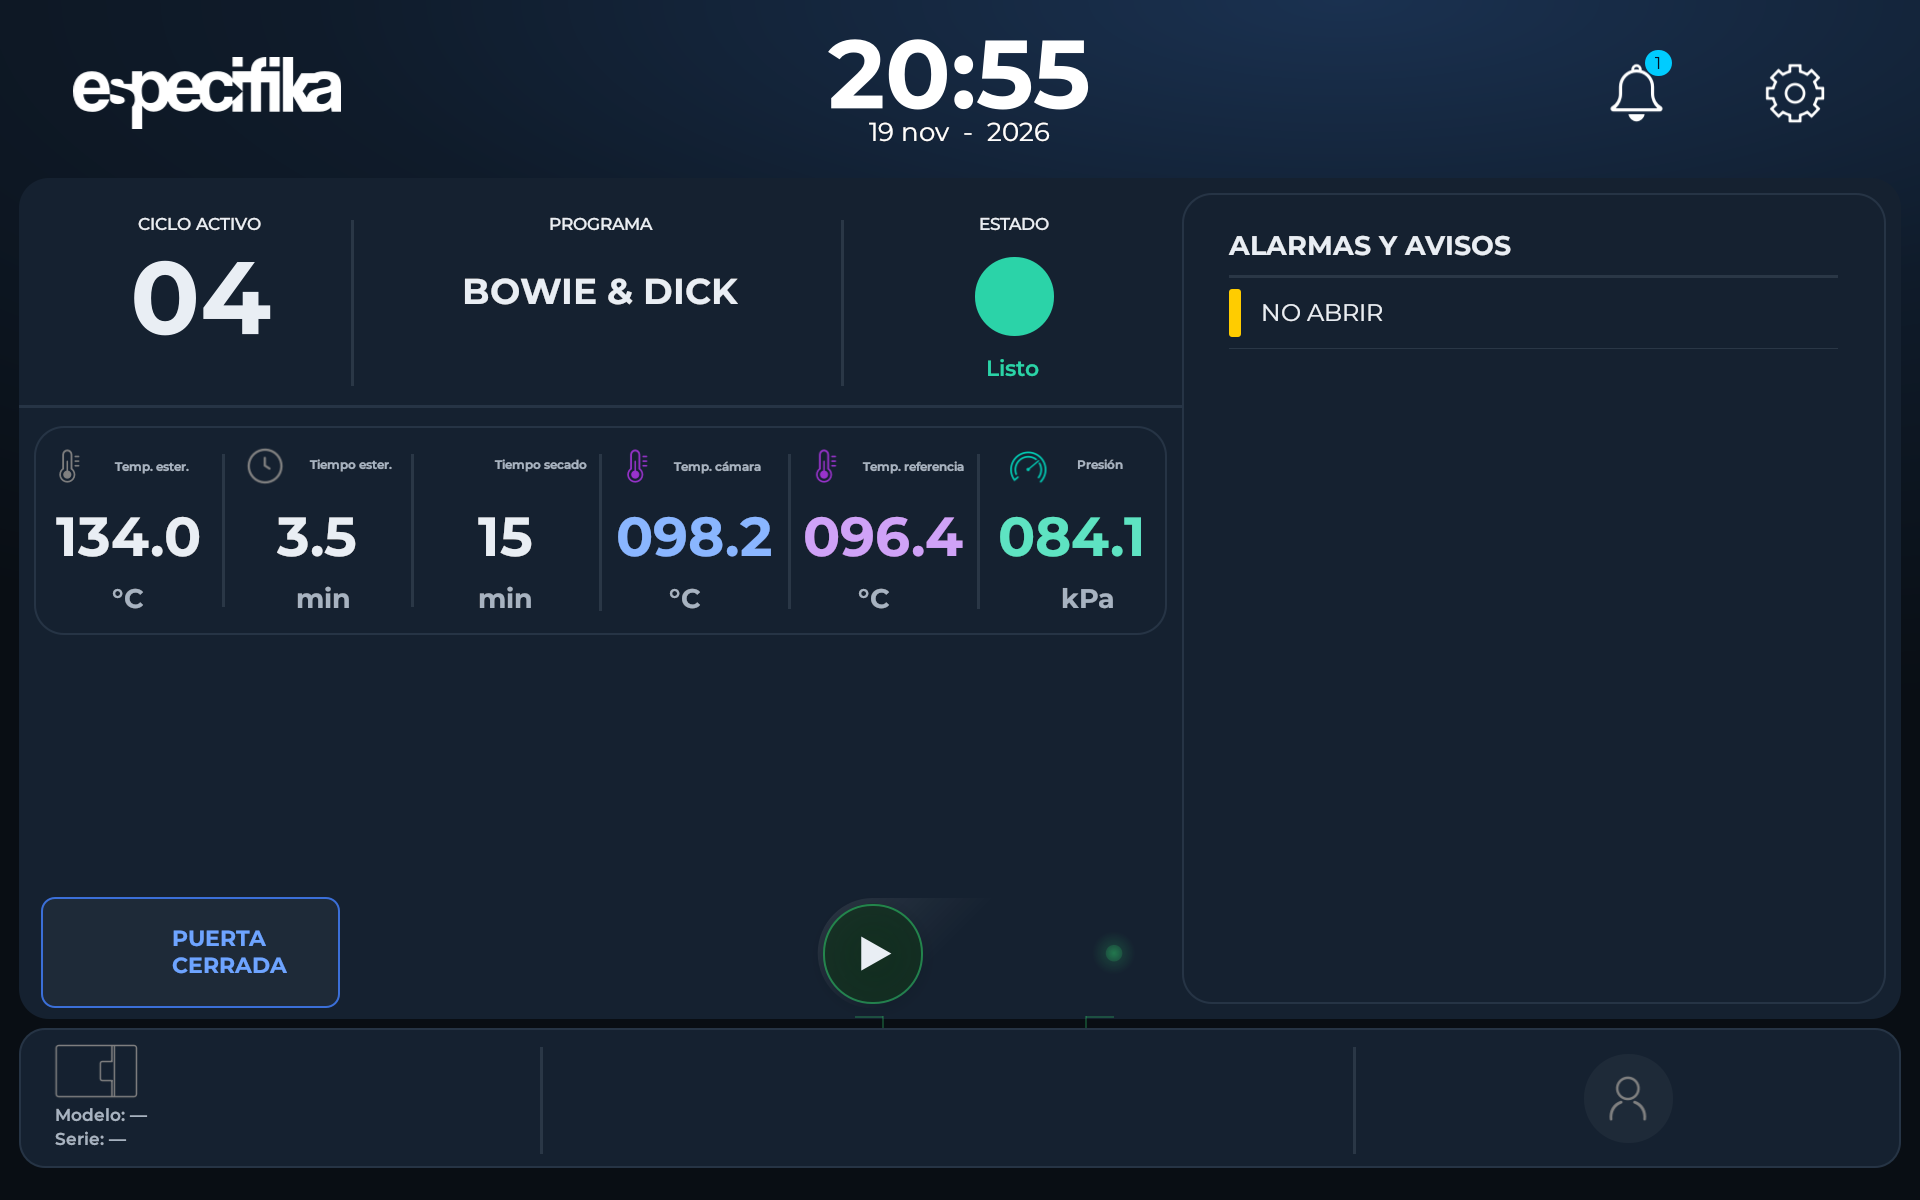 especifika
20:55
19 nov - 2026
1
CICLO ACTIVO
04
PROGRAMA
BOWIE & DICK
ESTADO
Listo
ALARMAS Y AVISOS
NO ABRIR
Temp. ester.
134.0
°C
Tiempo ester.
3.5
min
Tiempo secado
15
min
Temp. cámara
098.2
°C
Temp. referencia
096.4
°C
Presión
084.1
kPa
PUERTA
CERRADA
Modelo: —
Serie: —